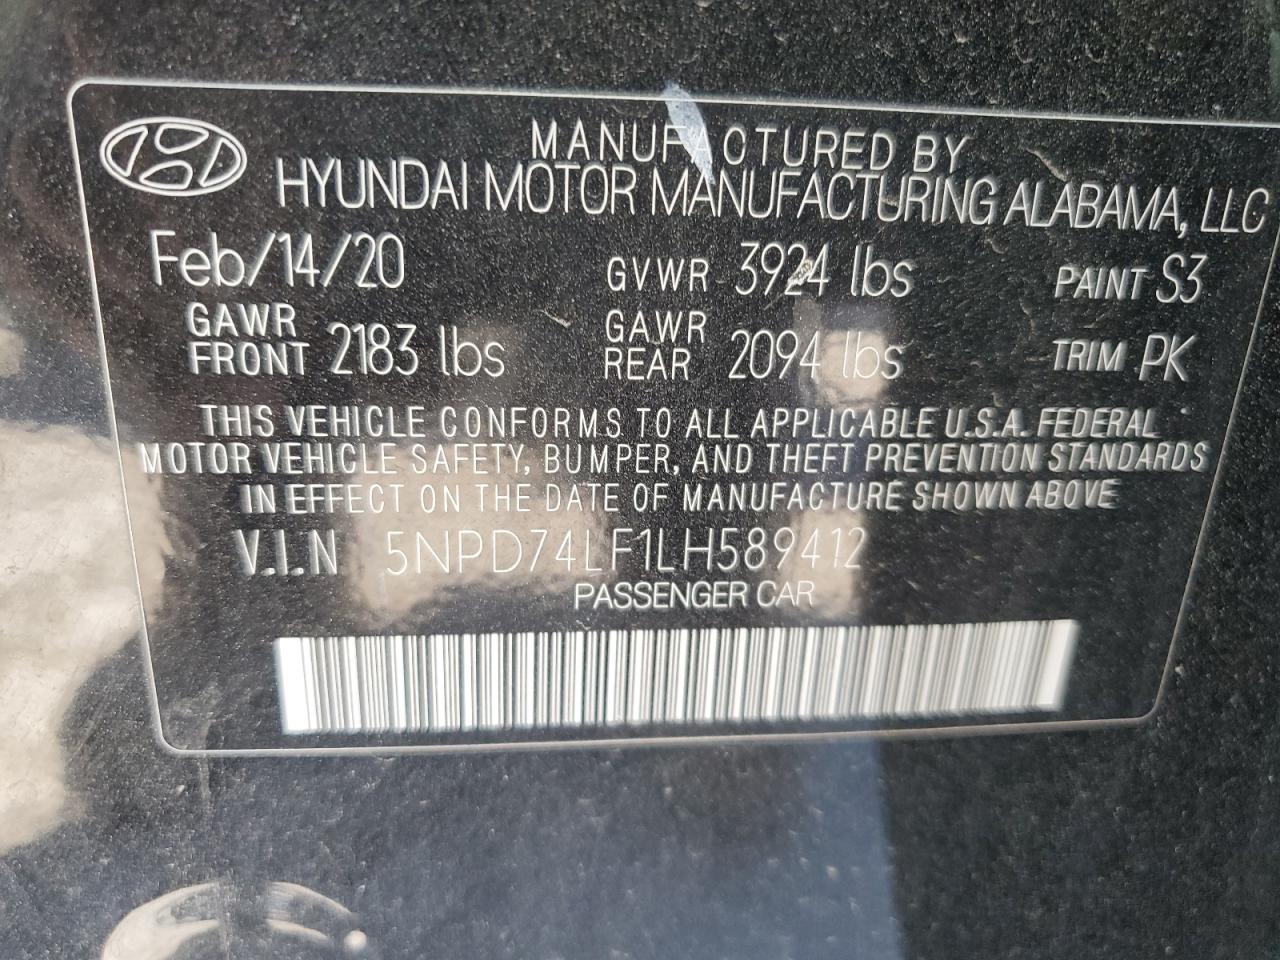 MANUFACTURED BY
HYUNDAI MOTOR MANUFACTURING ALABAMA, LLC
Feb/14/20 GVWR 3924 lbs PAINT S3
GAWR FRONT 2183 lbs GAWR REAR 2094 lbs TRIM PK
THIS VEHICLE CONFORMS TO ALL APPLICABLE U.S.A. FEDERAL
MOTOR VEHICLE SAFETY, BUMPER, AND THEFT PREVENTION STANDARDS
IN EFFECT ON THE DATE OF MANUFACTURE SHOWN ABOVE
V.I.N 5NPD74LF1LH589412
PASSENGER CAR